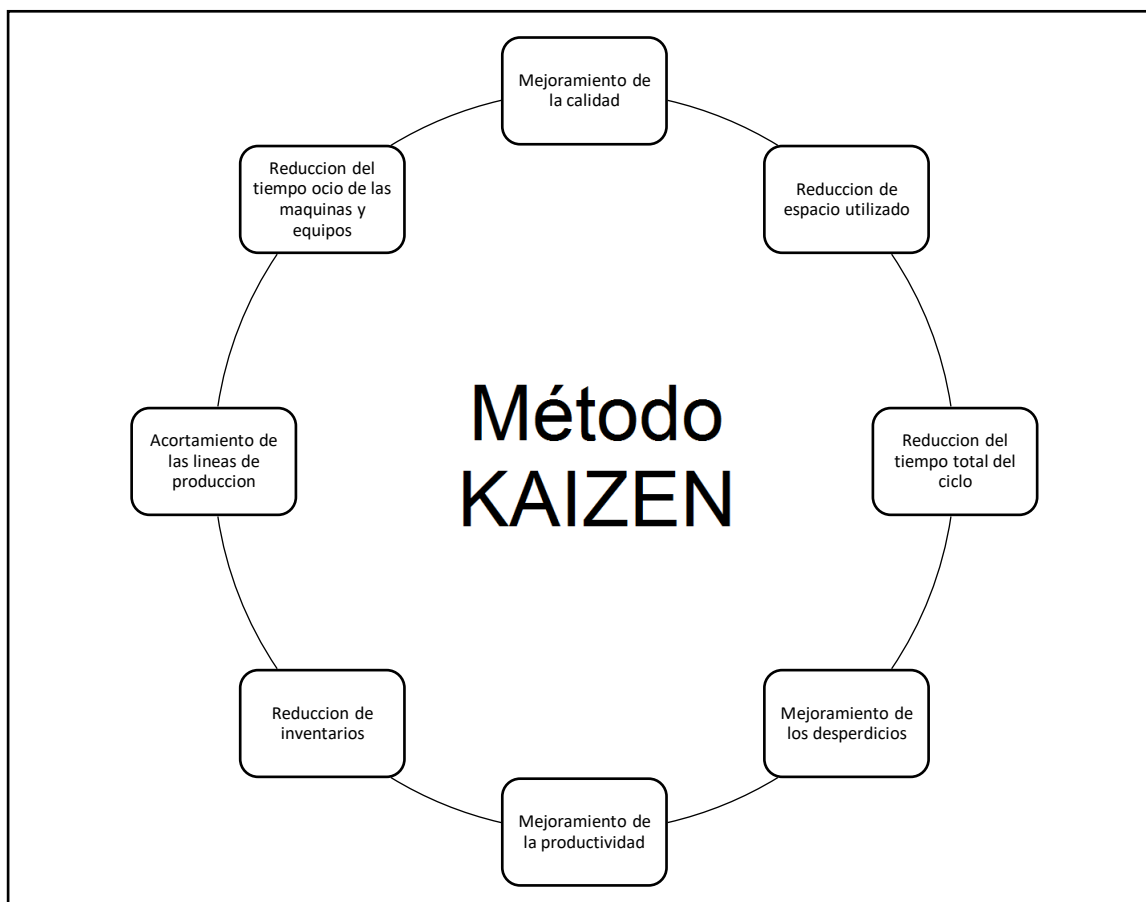 Mejoramiento de
la calidad
Reduccion de
espacio utilizado
Reduccion del
tiempo total del
ciclo
Mejoramiento de
los desperdicios
Mejoramiento de
la productividad
Reduccion de
inventarios
Acortamiento de
las lineas de
produccion
Reduccion del
tiempo ocio de las
maquinas y
equipos
Método
KAIZEN